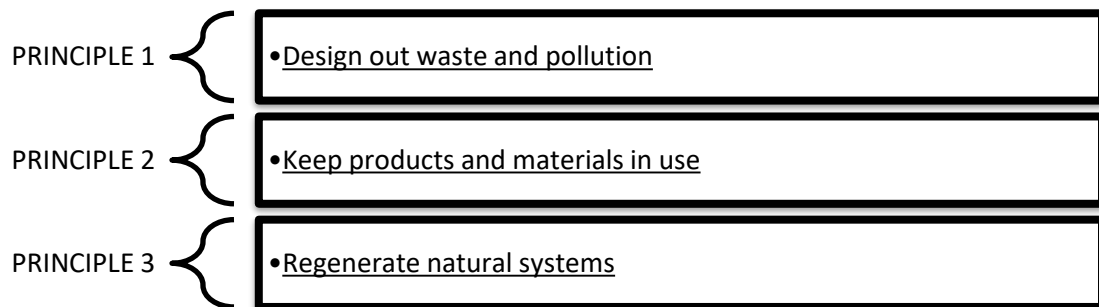 PRINCIPLE 1
•Design out waste and pollution
PRINCIPLE 2
•Keep products and materials in use
PRINCIPLE 3
•Regenerate natural systems